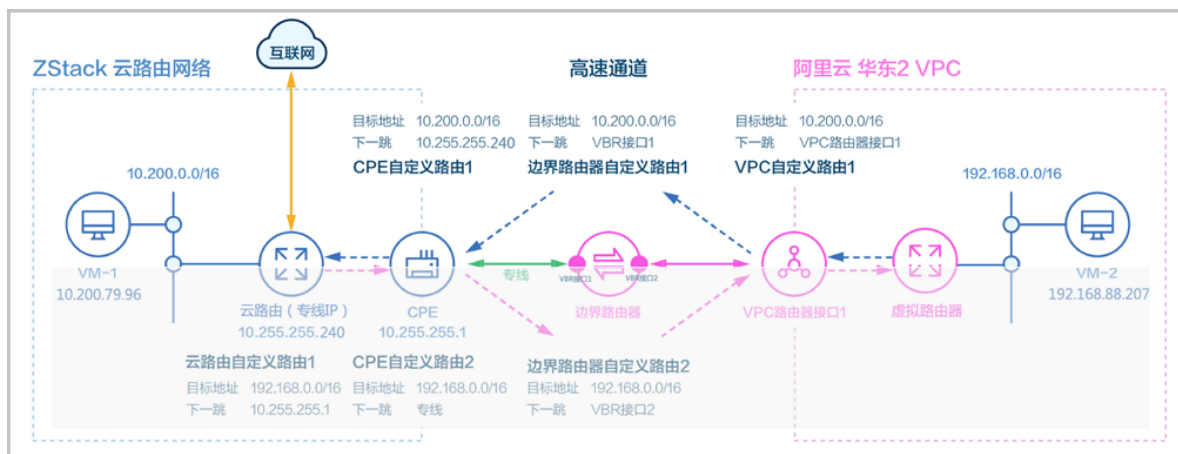 互联网
ZStack 云路由网络
高速通道
阿里云 华东2 VPC
目标地址 10.200.0.0/16
下一跳 10.255.255.240
CPE自定义路由1
目标地址 10.200.0.0/16
下一跳 VBR接口1
边界路由器自定义路由1
目标地址 10.200.0.0/16
下一跳 VPC路由器接口1
VPC自定义路由1
10.200.0.0/16
192.168.0.0/16
VM-1
10.200.79.96
专线
VBR接口1
VBR接口2
VM-2
192.168.88.207
云路由（专线IP）
10.255.255.240
CPE
10.255.255.1
边界路由器
VPC路由器接口1
虚拟路由器
云路由自定义路由1
目标地址 192.168.0.0/16
下一跳 10.255.255.1
CPE自定义路由2
目标地址 192.168.0.0/16
下一跳 专线
边界路由器自定义路由2
目标地址 192.168.0.0/16
下一跳 VBR接口2